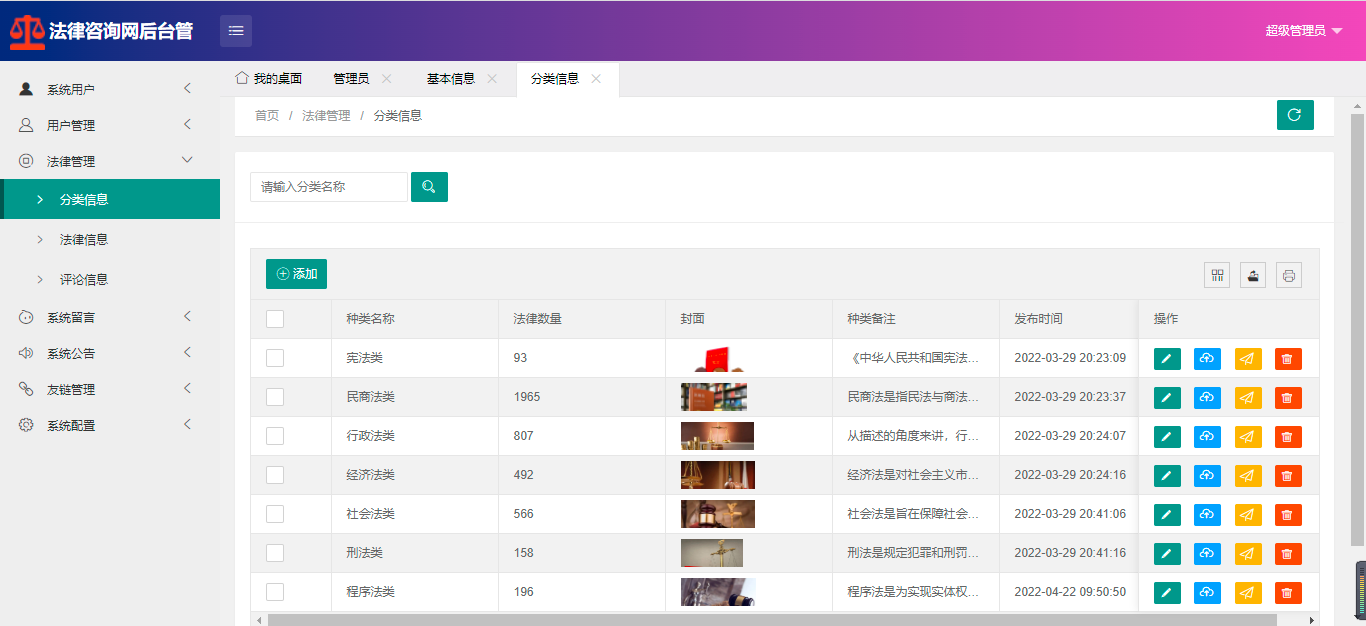 法律咨询网后台管
超级管理员
系统用户
用户管理
法律管理
分类信息
法律信息
评论信息
系统留言
系统公告
友链管理
系统配置
我的桌面 管理员 基本信息 分类信息
首页 / 法律管理 / 分类信息
请输入分类名称
添加
种类名称 法律数量 封面 种类备注 发布时间 操作
宪法类 93 《中华人民共和国宪法... 2022-03-29 20:23:09
民商法类 1965 民商法是指民法与商法... 2022-03-29 20:23:37
行政法类 807 从描述的角度来讲，行... 2022-03-29 20:24:07
经济法类 492 经济法是对社会主义市... 2022-03-29 20:24:16
社会法类 566 社会法是旨在保障社会... 2022-03-29 20:41:06
刑法类 158 刑法是规定犯罪和刑罚... 2022-03-29 20:41:16
程序法类 196 程序法是为实现实体权... 2022-04-22 09:50:50